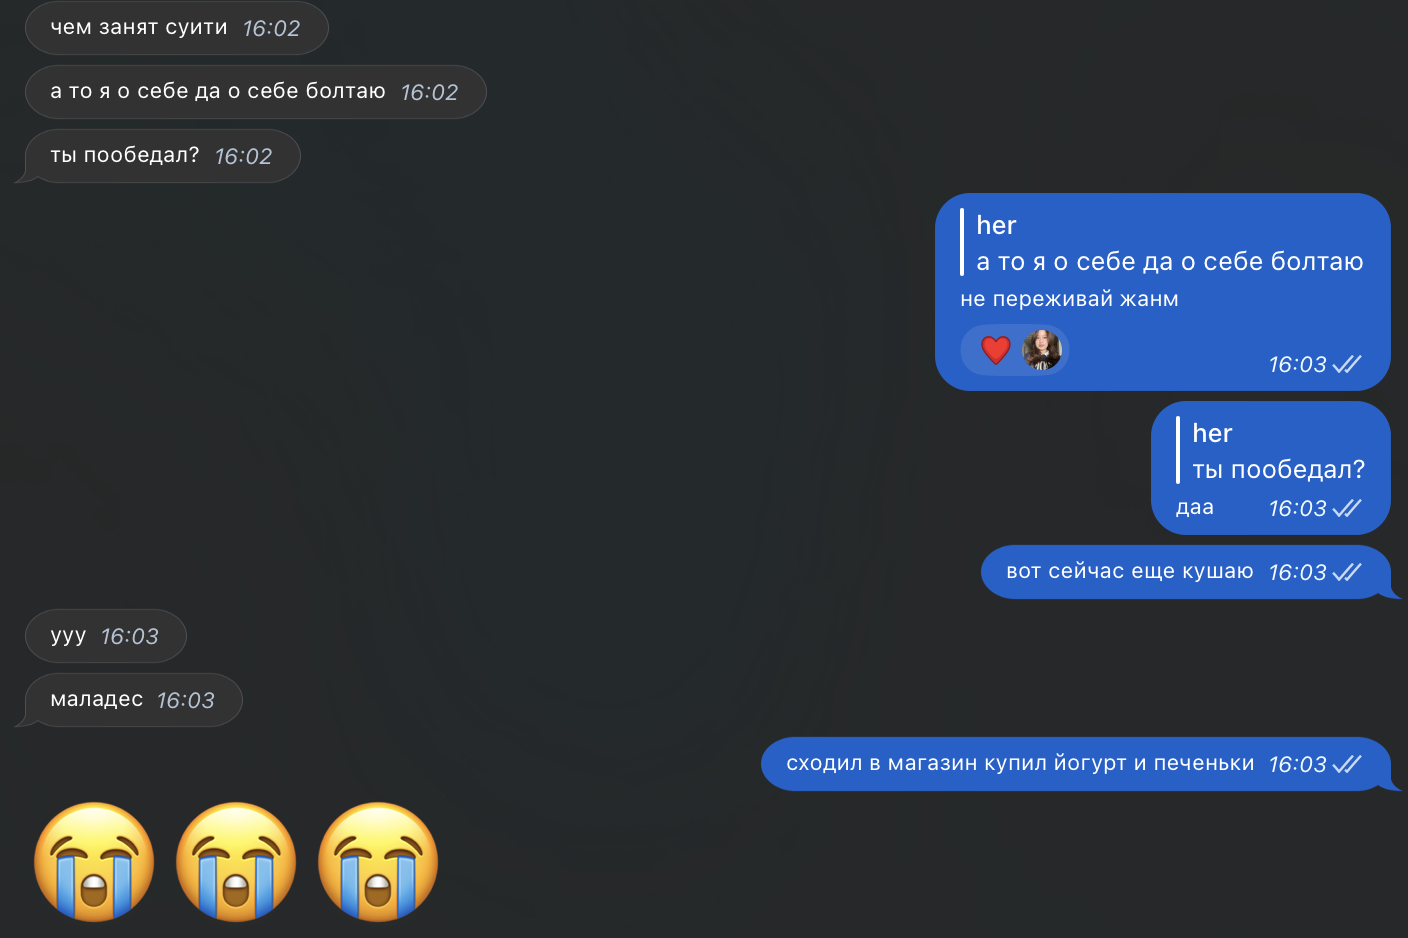 чем занят суити 16:02
а то я о себе да о себе болтаю 16:02
ты пообедал? 16:02
her
а то я о себе да о себе болтаю
не переживай жанм
16:03
her
ты пообедал?
даа 16:03
вот сейчас еще кушаю 16:03
ууу 16:03
маладес 16:03
сходил в магазин купил йогурт и печеньки 16:03